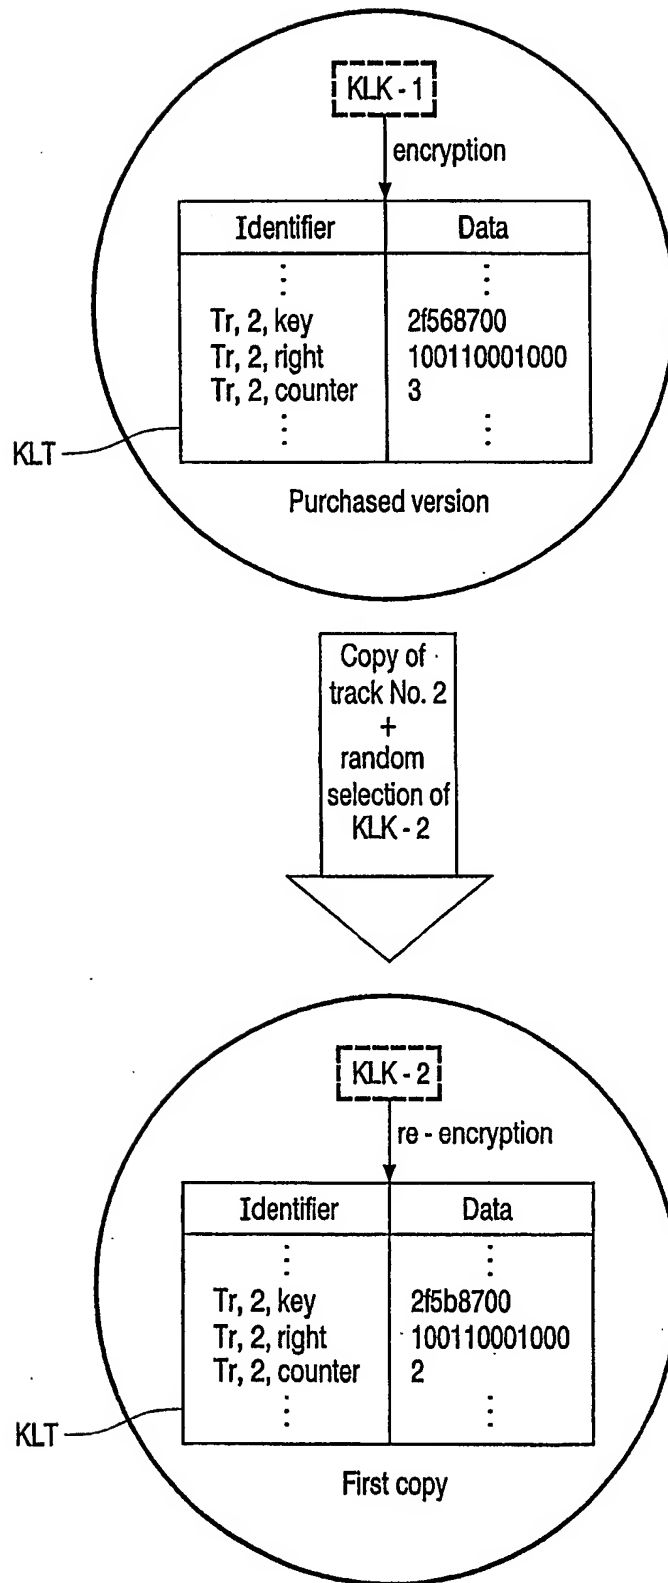 KLK - 1
encryption
Identifier Data
⋮ ⋮
Tr, 2, key 2f568700
Tr, 2, right 100110001000
Tr, 2, counter 3
⋮ ⋮
KLT
Purchased version
Copy of
track No. 2
+
random
selection of
KLK - 2
KLK - 2
re - encryption
Identifier Data
⋮ ⋮
Tr, 2, key 2f5b8700
Tr, 2, right 100110001000
Tr, 2, counter 2
⋮ ⋮
KLT
First copy